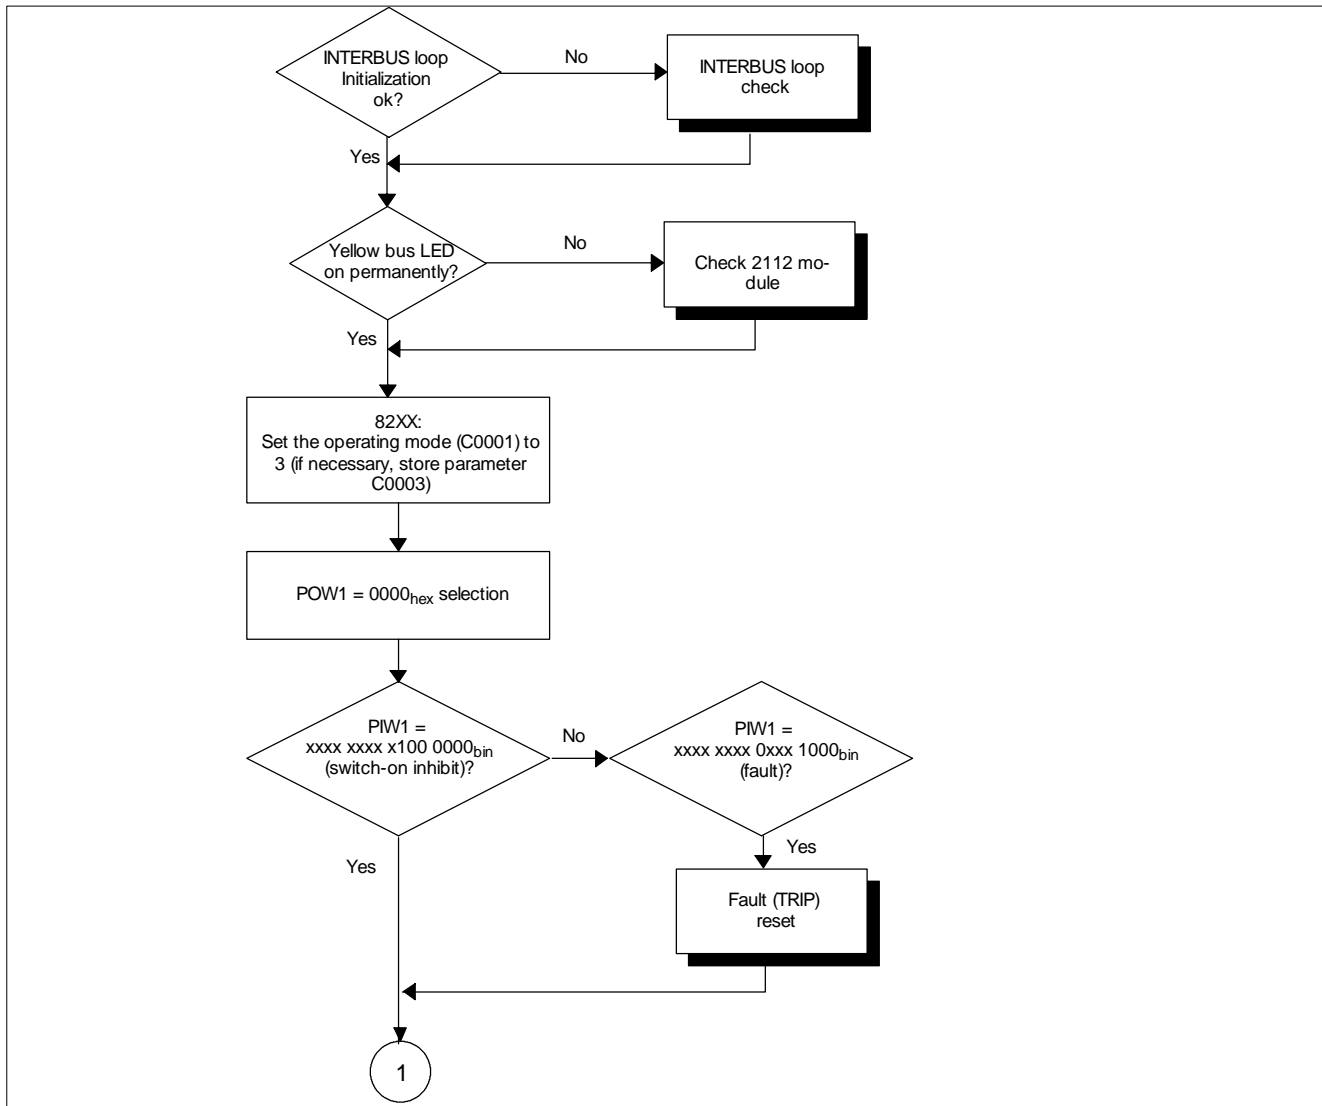 INTERBUS loop
Initialization
ok?
No
INTERBUS loop
check
Yes
Yellow bus LED
on permanently?
No
Check 2112 mo-
dule
Yes
82XX:
Set the operating mode (C0001) to
3 (if necessary, store parameter
C0003)
POW1 = 0000hex selection
PIW1 =
xxxx xxxx x100 0000bin
(switch-on inhibit)?
No
PIW1 =
xxxx xxxx 0xxx 1000bin
(fault)?
Yes
Yes
Fault (TRIP)
reset
1